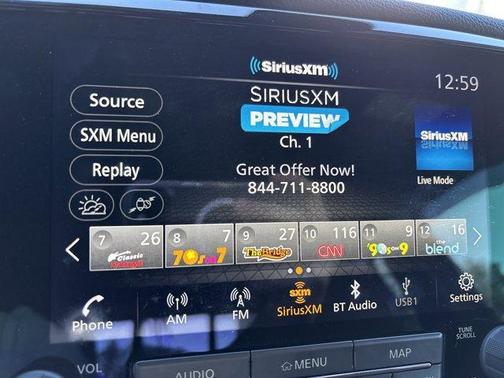 SiriusXM
12:59
Source
SXM Menu
Replay
SIRIUSXM
PREVIEW
Ch. 1
Great Offer Now!
844-711-8800
SiriusXM
Live Mode
7 26
8 7
9 27
10 116
11 9
12 16
Classic
70s on 7
The Bridge
CNN
'90s on 9
the blend
Phone
AM
FM
sxm
SiriusXM
BT Audio
USB1
Settings
VOL
AUDIO
MENU
MAP
TUNE
SCROLL